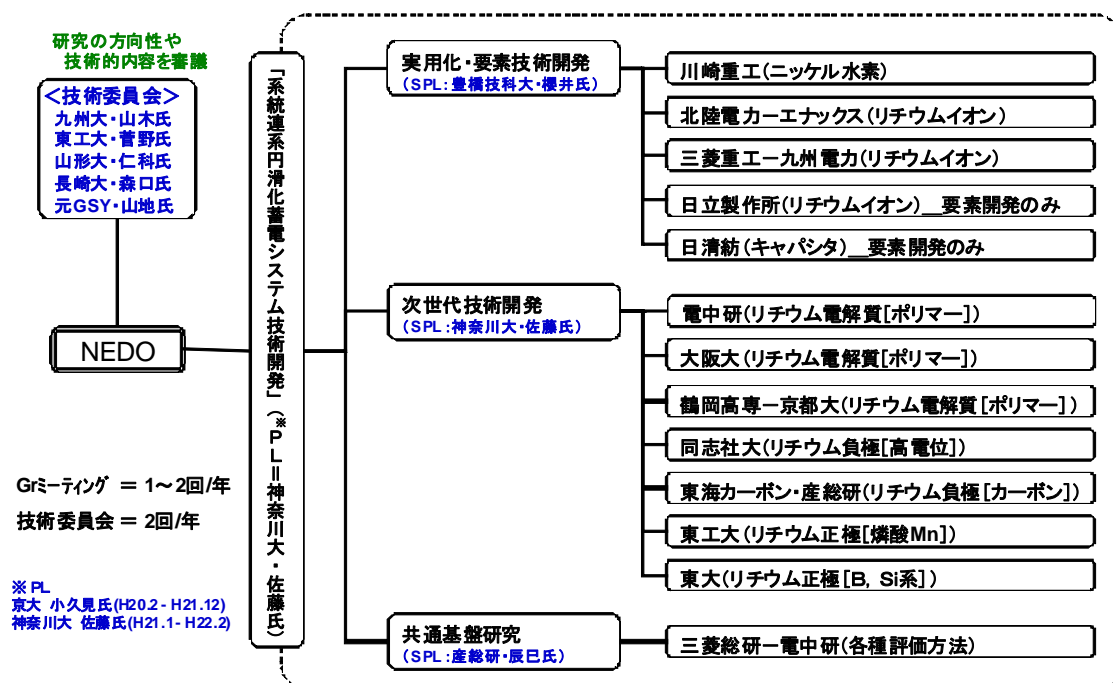 研究の方向性や
技術的内容を審議
＜技術委員会＞
九州大・山木氏
東工大・菅野氏
山形大・仁科氏
長崎大・森口氏
元GSY・山地氏
NEDO
Grミーティング ＝ 1～2回/年
技術委員会 ＝ 2回/年
※ PL
京大 小久見氏(H20.2 - H21.12)
神奈川大 佐藤氏(H21.1 - H22.2)
「系統連系円滑化蓄電システム技術開発」（※ＰＬ＝神奈川大・佐藤氏）
実用化・要素技術開発
（SPL：豊橋技科大・櫻井氏）
川崎重工（ニッケル水素）
北陸電力ーエナックス（リチウムイオン）
三菱重工ー九州電力（リチウムイオン）
日立製作所（リチウムイオン）＿要素開発のみ
日清紡（キャパシタ）＿要素開発のみ
次世代技術開発
（SPL：神奈川大・佐藤氏）
電中研（リチウム電解質［ポリマー］）
大阪大（リチウム電解質［ポリマー］）
鶴岡高専ー京都大（リチウム電解質［ポリマー］）
同志社大（リチウム負極［高電位］）
東海カーボン・産総研（リチウム負極［カーボン］）
東工大（リチウム正極［燐酸Mn］）
東大（リチウム正極［B，Si系］）
共通基盤研究
（SPL：産総研・辰巳氏）
三菱総研ー電中研（各種評価方法）